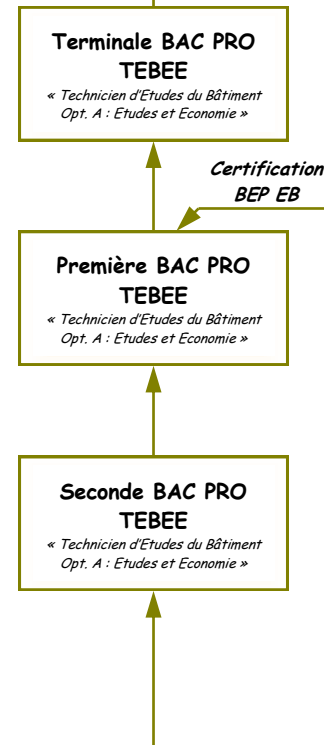 Terminale BAC PRO
TEBEE
« Technicien d'Etudes du Bâtiment
Opt. A : Etudes et Economie »
Certification
BEP EB
Première BAC PRO
TEBEE
« Technicien d'Etudes du Bâtiment
Opt. A : Etudes et Economie »
Seconde BAC PRO
TEBEE
« Technicien d'Etudes du Bâtiment
Opt. A : Etudes et Economie »